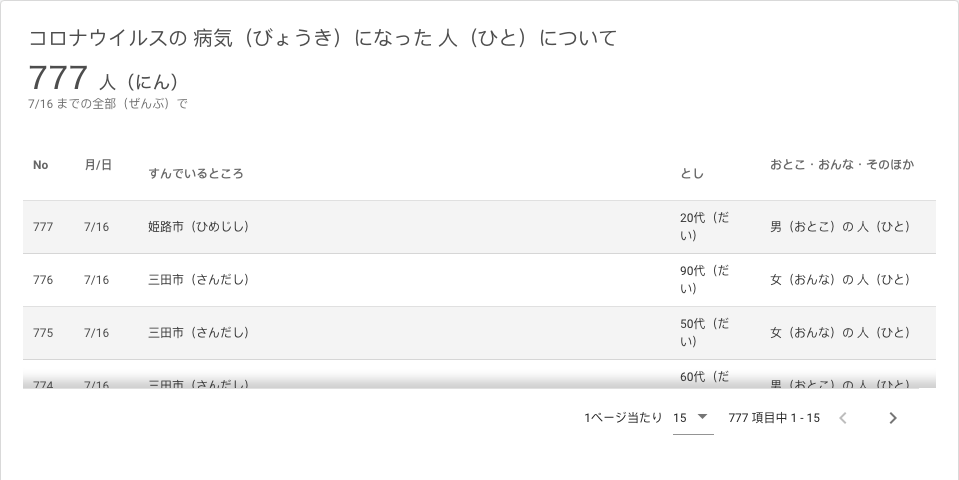 コロナウイルスの 病気（びょうき）になった 人（ひと）について
777 人（にん）
7/16 までの全部（ぜんぶ）で
No 月/日 すんでいるところ とし おとこ・おんな・そのほか
777 7/16 姫路市（ひめじし） 20代（だい） 男（おとこ）の 人（ひと）
776 7/16 三田市（さんだし） 90代（だい） 女（おんな）の 人（ひと）
775 7/16 三田市（さんだし） 50代（だい） 女（おんな）の 人（ひと）
774 7/16 三田市（さんだし） 60代（だ 男（おとこ）の 人（ひと）
1ページ当たり 15 777 項目中 1 - 15